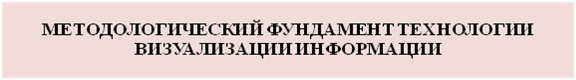 МЕТОДОЛОГИЧЕСКИЙ ФУНДАМЕНТ ТЕХНОЛОГИИ
ВИЗУАЛИЗАЦИИ ИНФОРМАЦИИ